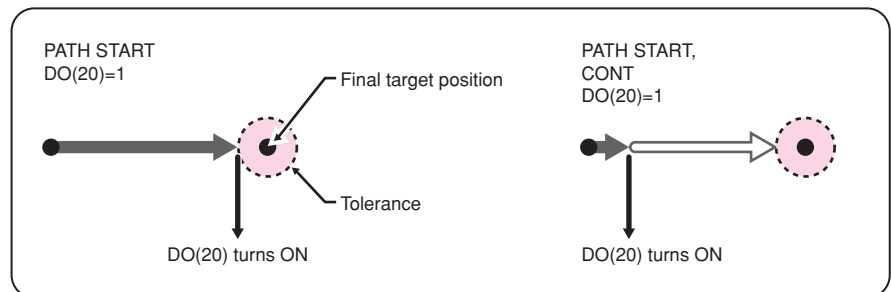 PATH START
DO(20)=1
Final target position
Tolerance
DO(20) turns ON
PATH START,
CONT
DO(20)=1
DO(20) turns ON